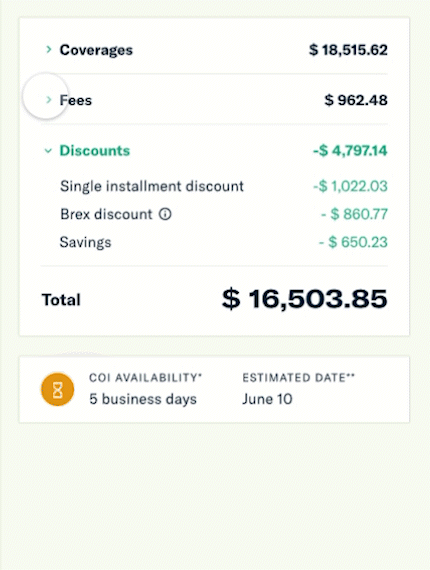 Coverages $ 18,515.62
Fees $ 962.48
Discounts -$ 4,797.14
Single installment discount -$ 1,022.03
Brex discount - $ 860.77
Savings - $ 650.23
Total $ 16,503.85
COI AVAILABILITY* ESTIMATED DATE**
5 business days June 10